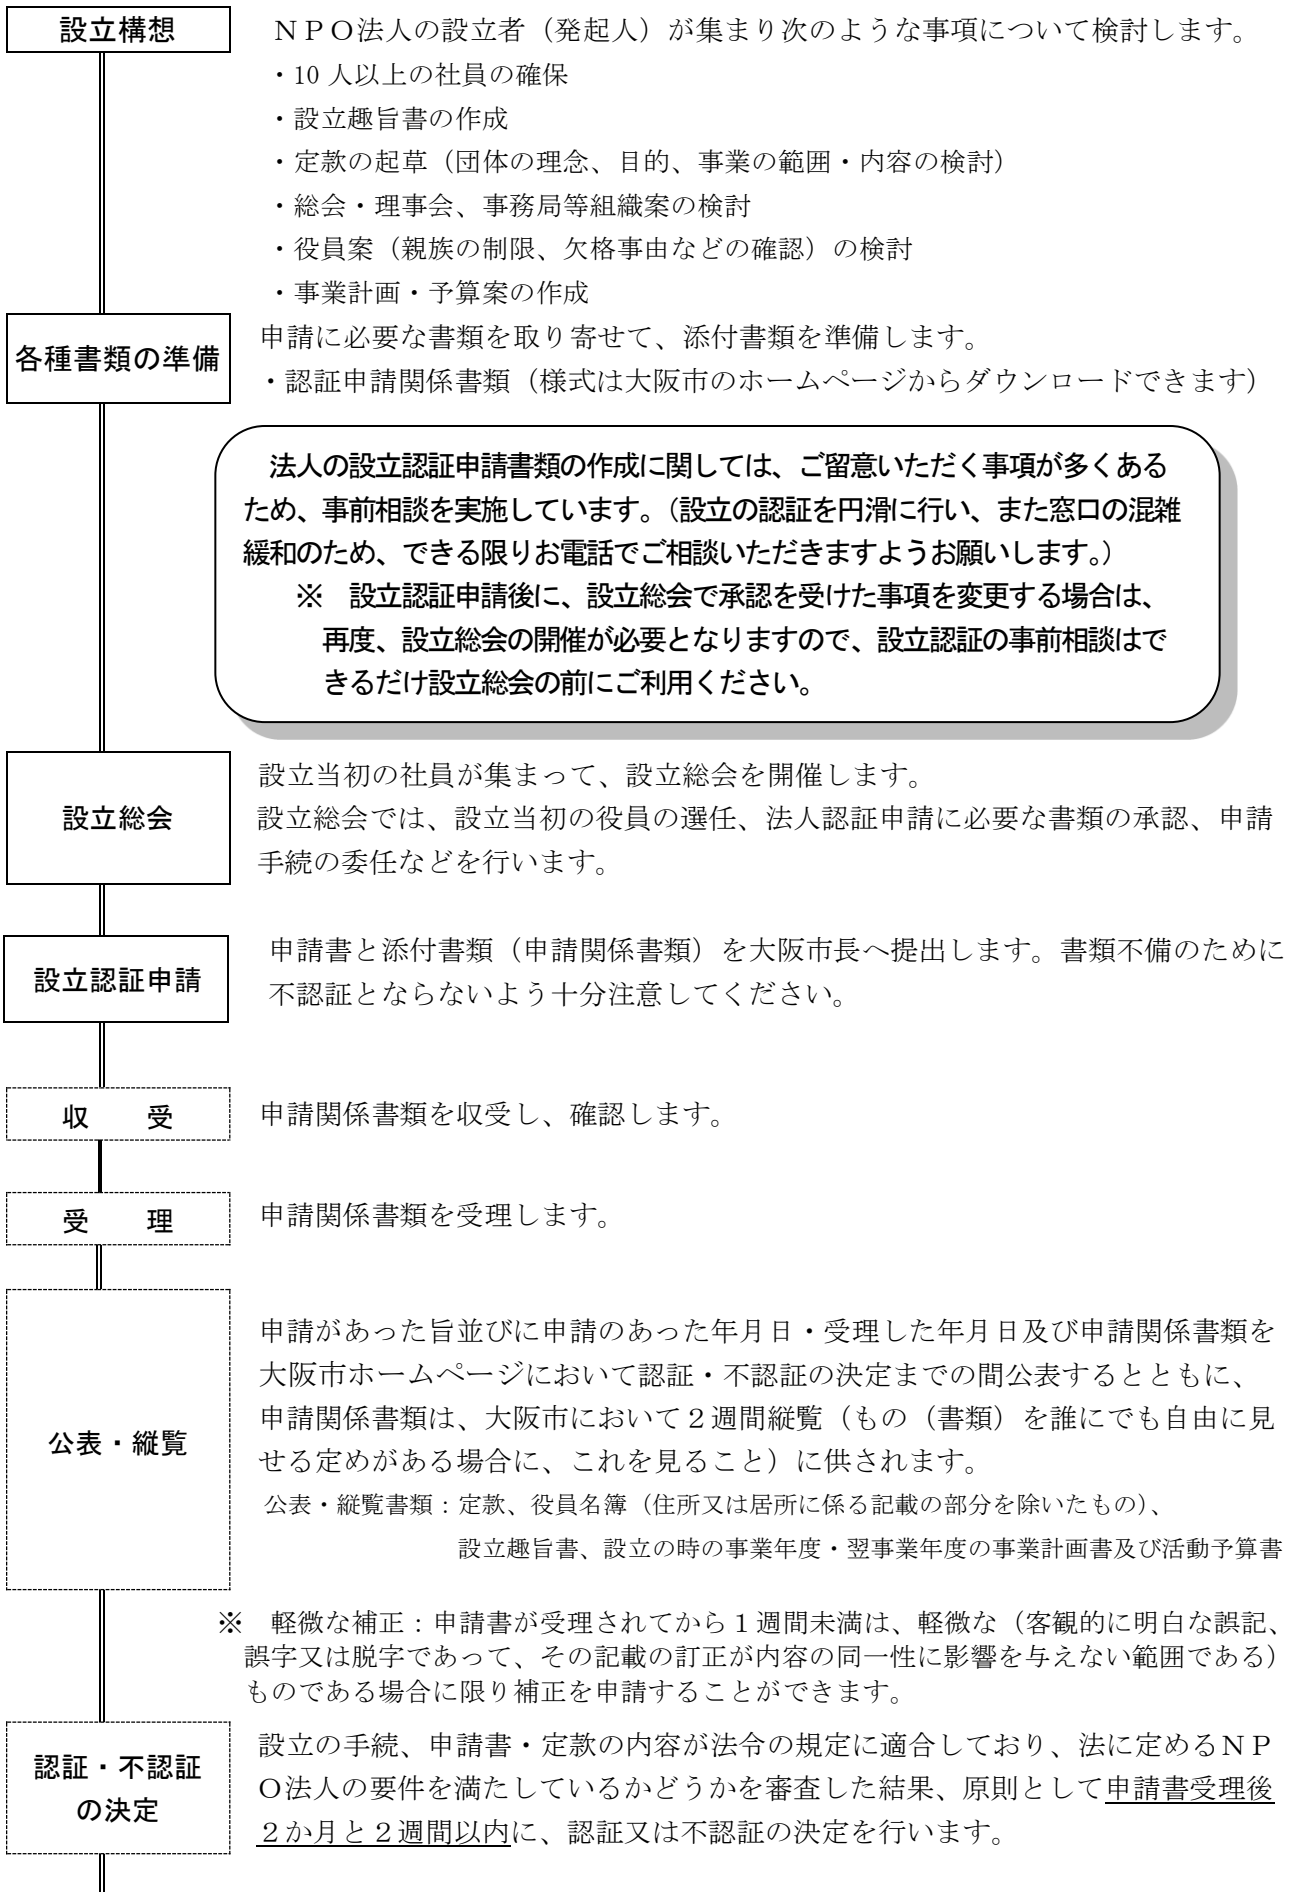 設立構想
ＮＰＯ法人の設立者（発起人）が集まり次のような事項について検討します。
・10 人以上の社員の確保
・設立趣旨書の作成
・定款の起草（団体の理念、目的、事業の範囲・内容の検討）
・総会・理事会、事務局等組織案の検討
・役員案（親族の制限、欠格事由などの確認）の検討
・事業計画・予算案の作成
各種書類の準備
申請に必要な書類を取り寄せて、添付書類を準備します。
・認証申請関係書類（様式は大阪市のホームページからダウンロードできます）
法人の設立認証申請書類の作成に関しては、ご留意いただく事項が多くある
ため、事前相談を実施しています。（設立の認証を円滑に行い、また窓口の混雑
緩和のため、できる限りお電話でご相談いただきますようお願いします。）
※　設立認証申請後に、設立総会で承認を受けた事項を変更する場合は、
再度、設立総会の開催が必要となりますので、設立認証の事前相談はで
きるだけ設立総会の前にご利用ください。
設立総会
設立当初の社員が集まって、設立総会を開催します。
設立総会では、設立当初の役員の選任、法人認証申請に必要な書類の承認、申請
手続の委任などを行います。
設立認証申請
申請書と添付書類（申請関係書類）を大阪市長へ提出します。書類不備のために
不認証とならないよう十分注意してください。
収　　受
申請関係書類を収受し、確認します。
受　　理
申請関係書類を受理します。
公表・縦覧
申請があった旨並びに申請のあった年月日・受理した年月日及び申請関係書類を
大阪市ホームページにおいて認証・不認証の決定までの間公表するとともに、
申請関係書類は、大阪市において２週間縦覧（もの（書類）を誰にでも自由に見
せる定めがある場合に、これを見ること）に供されます。
公表・縦覧書類：定款、役員名簿（住所又は居所に係る記載の部分を除いたもの）、
設立趣旨書、設立の時の事業年度・翌事業年度の事業計画書及び活動予算書
※　軽微な補正：申請書が受理されてから１週間未満は、軽微な（客観的に明白な誤記、
誤字又は脱字であって、その記載の訂正が内容の同一性に影響を与えない範囲である）
ものである場合に限り補正を申請することができます。
認証・不認証
の決定
設立の手続、申請書・定款の内容が法令の規定に適合しており、法に定めるＮＰ
Ｏ法人の要件を満たしているかどうかを審査した結果、原則として申請書受理後
２か月と２週間以内に、認証又は不認証の決定を行います。